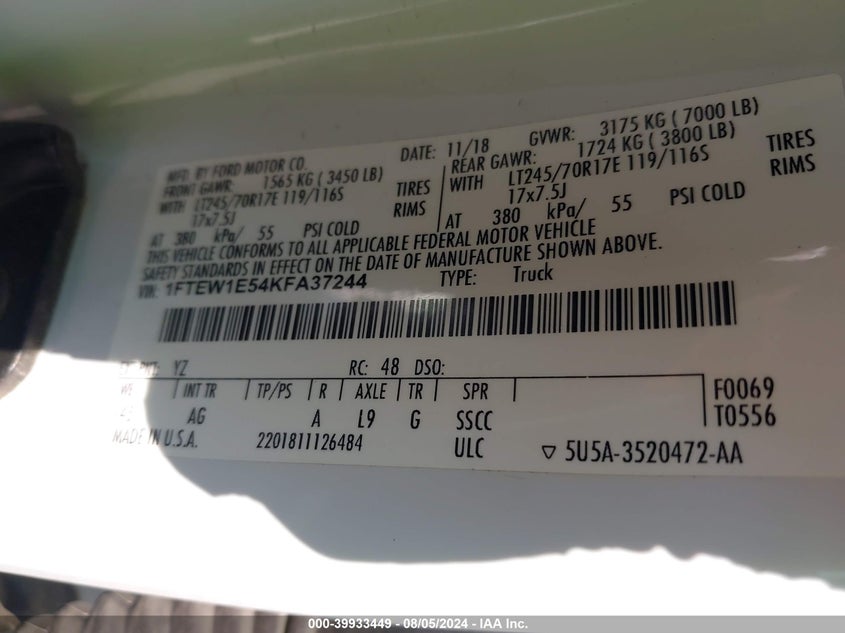 MFD. BY FORD MOTOR CO. DATE: 11/18 GVWR: 3175 KG ( 7000 LB)
FRONT GAWR: 1565 KG ( 3450 LB) REAR GAWR: 1724 KG ( 3800 LB)
WITH LT245/70R17E 119/116S TIRES WITH LT245/70R17E 119/116S TIRES
17x7.5J RIMS 17x7.5J RIMS
AT 380 kPa/ 55 PSI COLD AT 380 kPa/ 55 PSI COLD
THIS VEHICLE CONFORMS TO ALL APPLICABLE FEDERAL MOTOR VEHICLE
SAFETY STANDARDS IN EFFECT ON THE DATE OF MANUFACTURE SHOWN ABOVE.
VIN: 1FTEW1E54KFA37244 TYPE: Truck
YZ RC: 48 DSO:
INT TR TP/PS R AXLE TR SPR F0069
AG A L9 G SSCC T0556
MADE IN U.S.A. 2201811126484 ULC ▽ 5U5A-3520472-AA
000-39933449 - 08/05/2024 - IAA Inc.